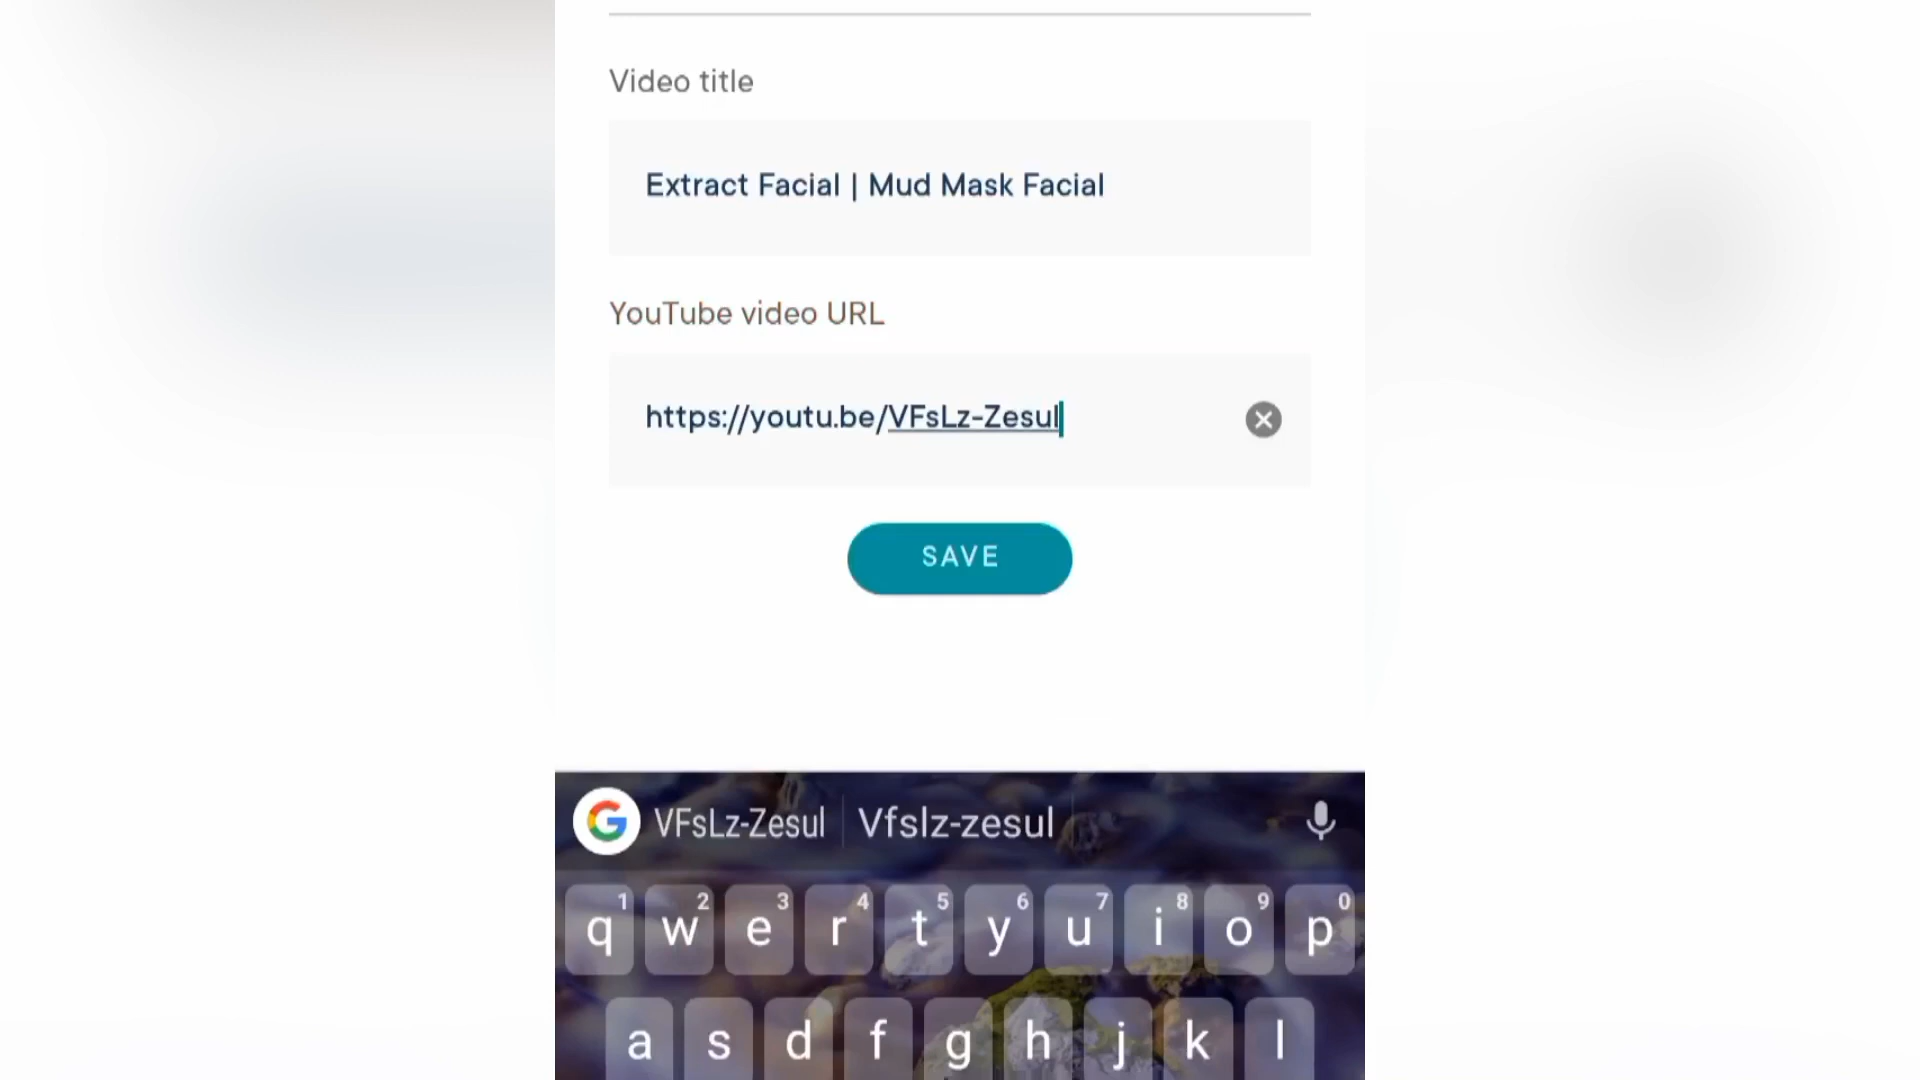 Video title
Extract Facial | Mud Mask Facial
YouTube video URL
https://youtu.be/VFsLz-Zesul
SAVE
VFsLz-Zesul Vfslz-zesul
1 2 3 4 5 6 7 8 9 0
q w e r t y u i o p
a s d f g h j k l